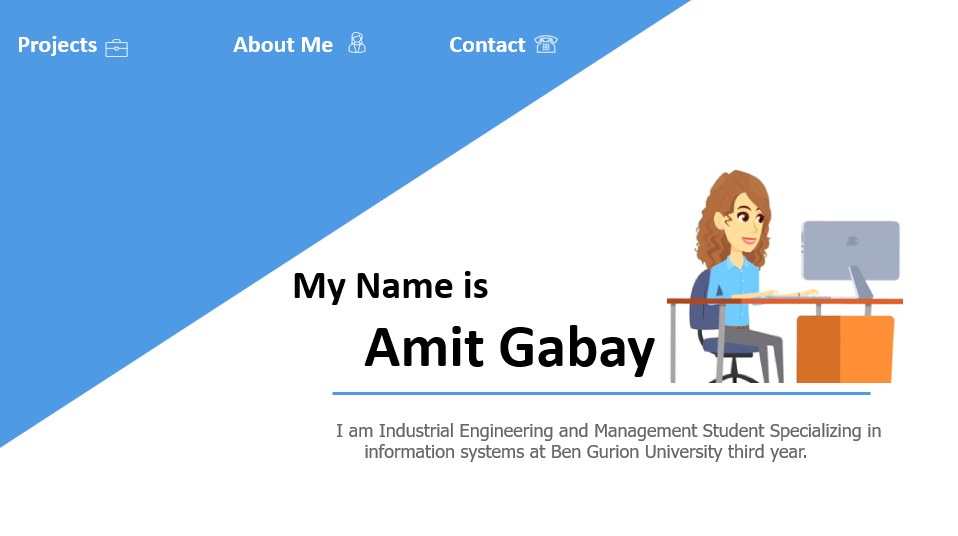 Projects
About Me
Contact
My Name is
Amit Gabay
I am Industrial Engineering and Management Student Specializing in
information systems at Ben Gurion University third year.